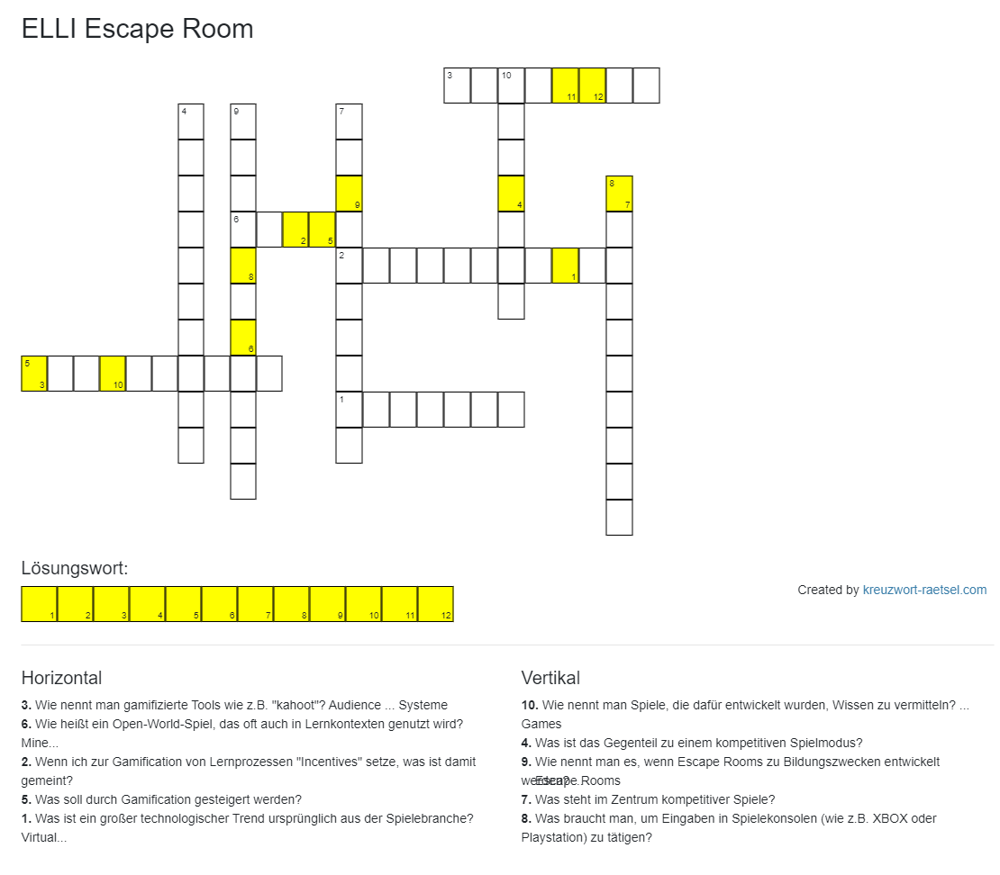 ELLI Escape Room
3 10
11 12
4 9 7
8
9 4 7
6
2 5
2
8 1
6
5
3 10
1
Lösungswort:
1 2 3 4 5 6 7 8 9 10 11 12
Created by kreuzwort-raetsel.com
Horizontal
3. Wie nennt man gamifizierte Tools wie z.B. "kahoot"? Audience ... Systeme
6. Wie heißt ein Open-World-Spiel, das oft auch in Lernkontexten genutzt wird?
Mine...
2. Wenn ich zur Gamification von Lernprozessen "Incentives" setze, was ist damit
gemeint?
5. Was soll durch Gamification gesteigert werden?
1. Was ist ein großer technologischer Trend ursprünglich aus der Spielebranche?
Virtual...
Vertikal
10. Wie nennt man Spiele, die dafür entwickelt wurden, Wissen zu vermitteln? ...
Games
4. Was ist das Gegenteil zu einem kompetitiven Spielmodus?
9. Wie nennt man es, wenn Escape Rooms zu Bildungszwecken entwickelt
werden? ... Escape Rooms
7. Was steht im Zentrum kompetitiver Spiele?
8. Was braucht man, um Eingaben in Spielekonsolen (wie z.B. XBOX oder
Playstation) zu tätigen?